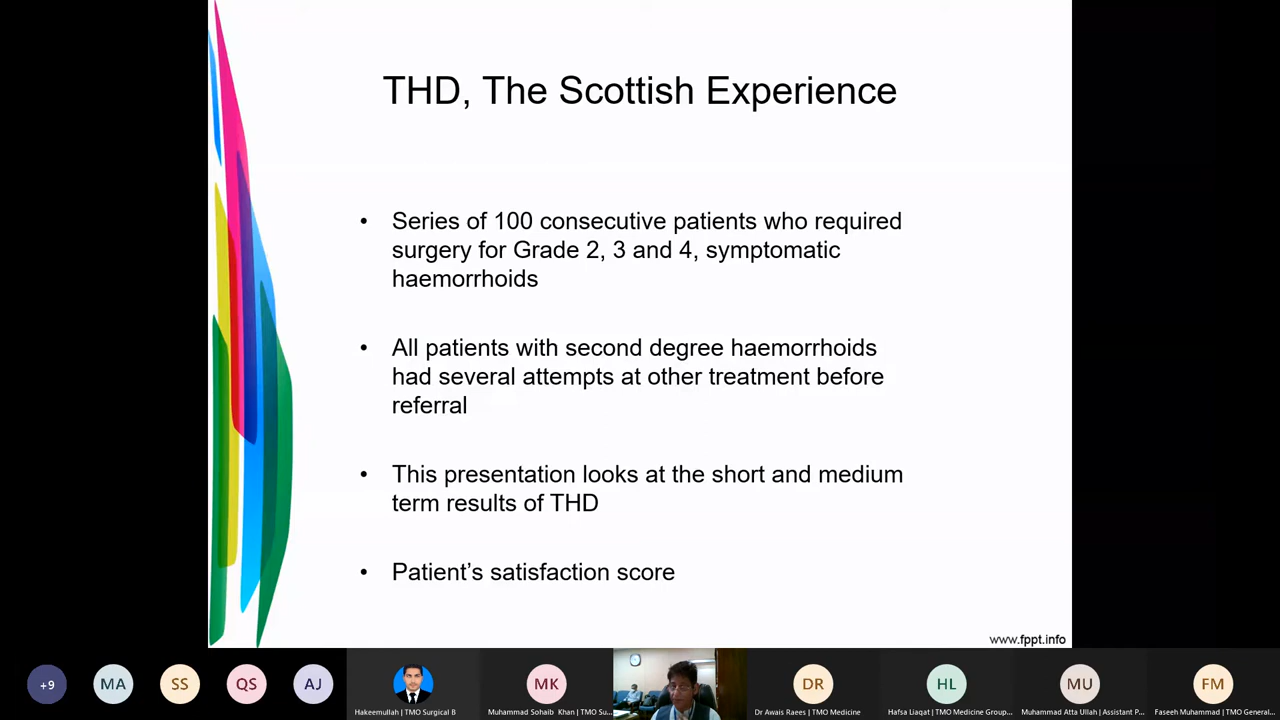 THD, The Scottish Experience
• Series of 100 consecutive patients who required
surgery for Grade 2, 3 and 4, symptomatic
haemorrhoids
• All patients with second degree haemorrhoids
had several attempts at other treatment before
referral
• This presentation looks at the short and medium
term results of THD
• Patient’s satisfaction score
www.fppt.info
+9
MA
SS
QS
AJ
MK
DR
HL
MU
FM
Hakeemullah | TMO Surgical B
Muhammad Sohaib Khan | TMO Su...
Dr Awais Raees | TMO Medicine
Hafsa Liaqat | TMO Medicine Group...
Muhammad Atta Ullah | Assistant P...
Faseeh Muhammad | TMO General...